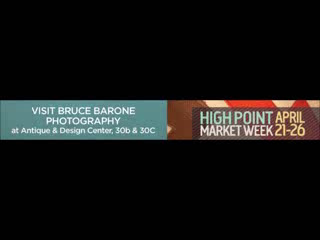 VISIT BRUCE BARONE
PHOTOGRAPHY
at Antique & Design Center, 30b & 30C
HIGH POINT APRIL
MARKET WEEK 21-26